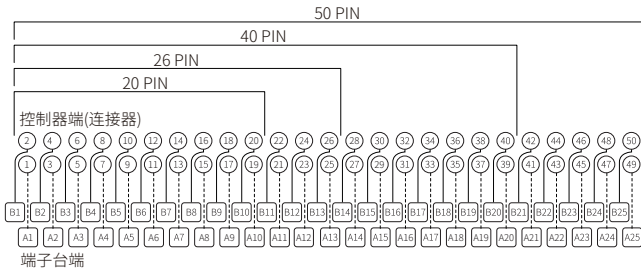 50 PIN
40 PIN
26 PIN
20 PIN
控制器端(连接器)
2 4 6 8 10 12 14 16 18 20 22 24 26 28 30 32 34 36 38 40 42 44 46 48 50
1 3 5 7 9 11 13 15 17 19 21 23 25 27 29 31 33 35 37 39 41 43 45 47 49
B1 B2 B3 B4 B5 B6 B7 B8 B9 B10 B11 B12 B13 B14 B15 B16 B17 B18 B19 B20 B21 B22 B23 B24 B25
A1 A2 A3 A4 A5 A6 A7 A8 A9 A10 A11 A12 A13 A14 A15 A16 A17 A18 A19 A20 A21 A22 A23 A24 A25
端子台端